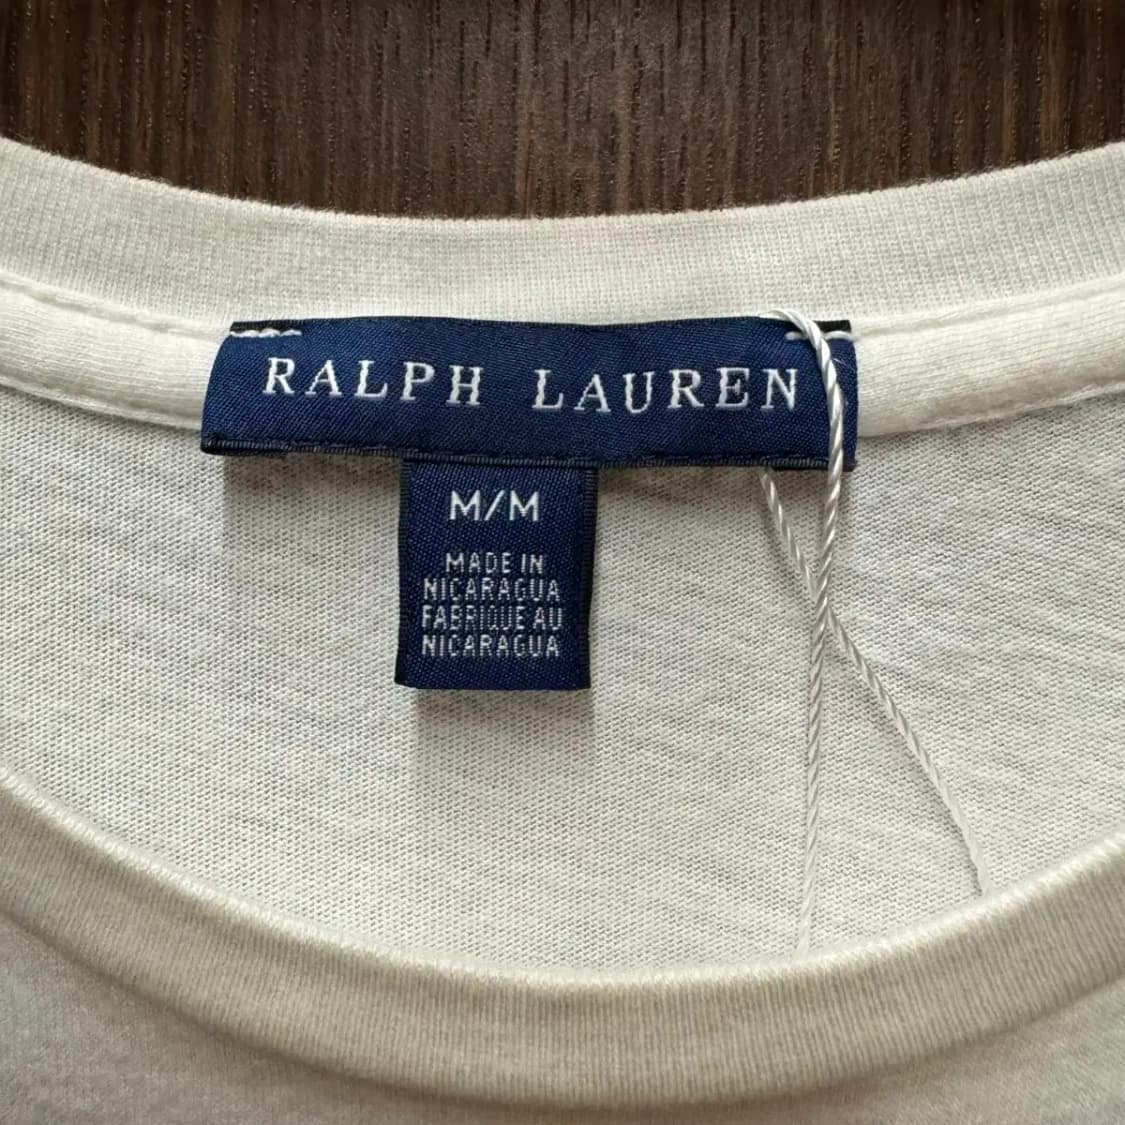 RALPH LAUREN
M/M
MADE IN
NICARAGUA
FABRIQUE AU
NICARAGUA